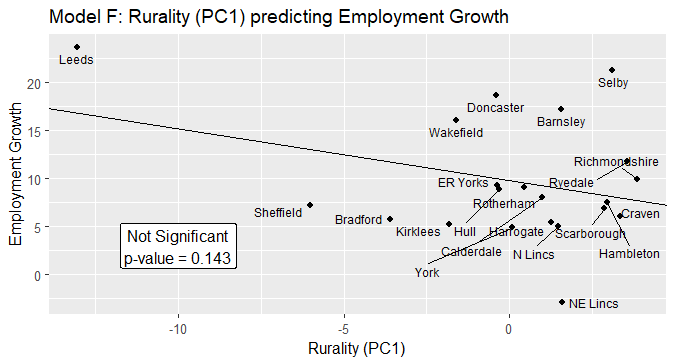 Model F: Rurality (PC1) predicting Employment Growth
Employment Growth
20
15
10
5
0
Leeds
Selby
Doncaster
Barnsley
Wakefield
Richmondshire
ER Yorks
Ryedale
Rotherham
Sheffield
Craven
Bradford
Kirklees
Hull
Harrogate
Scarborough
Not Significant
p-value = 0.143
Calderdale
N Lincs
Hambleton
York
NE Lincs
-10
-5
0
Rurality (PC1)